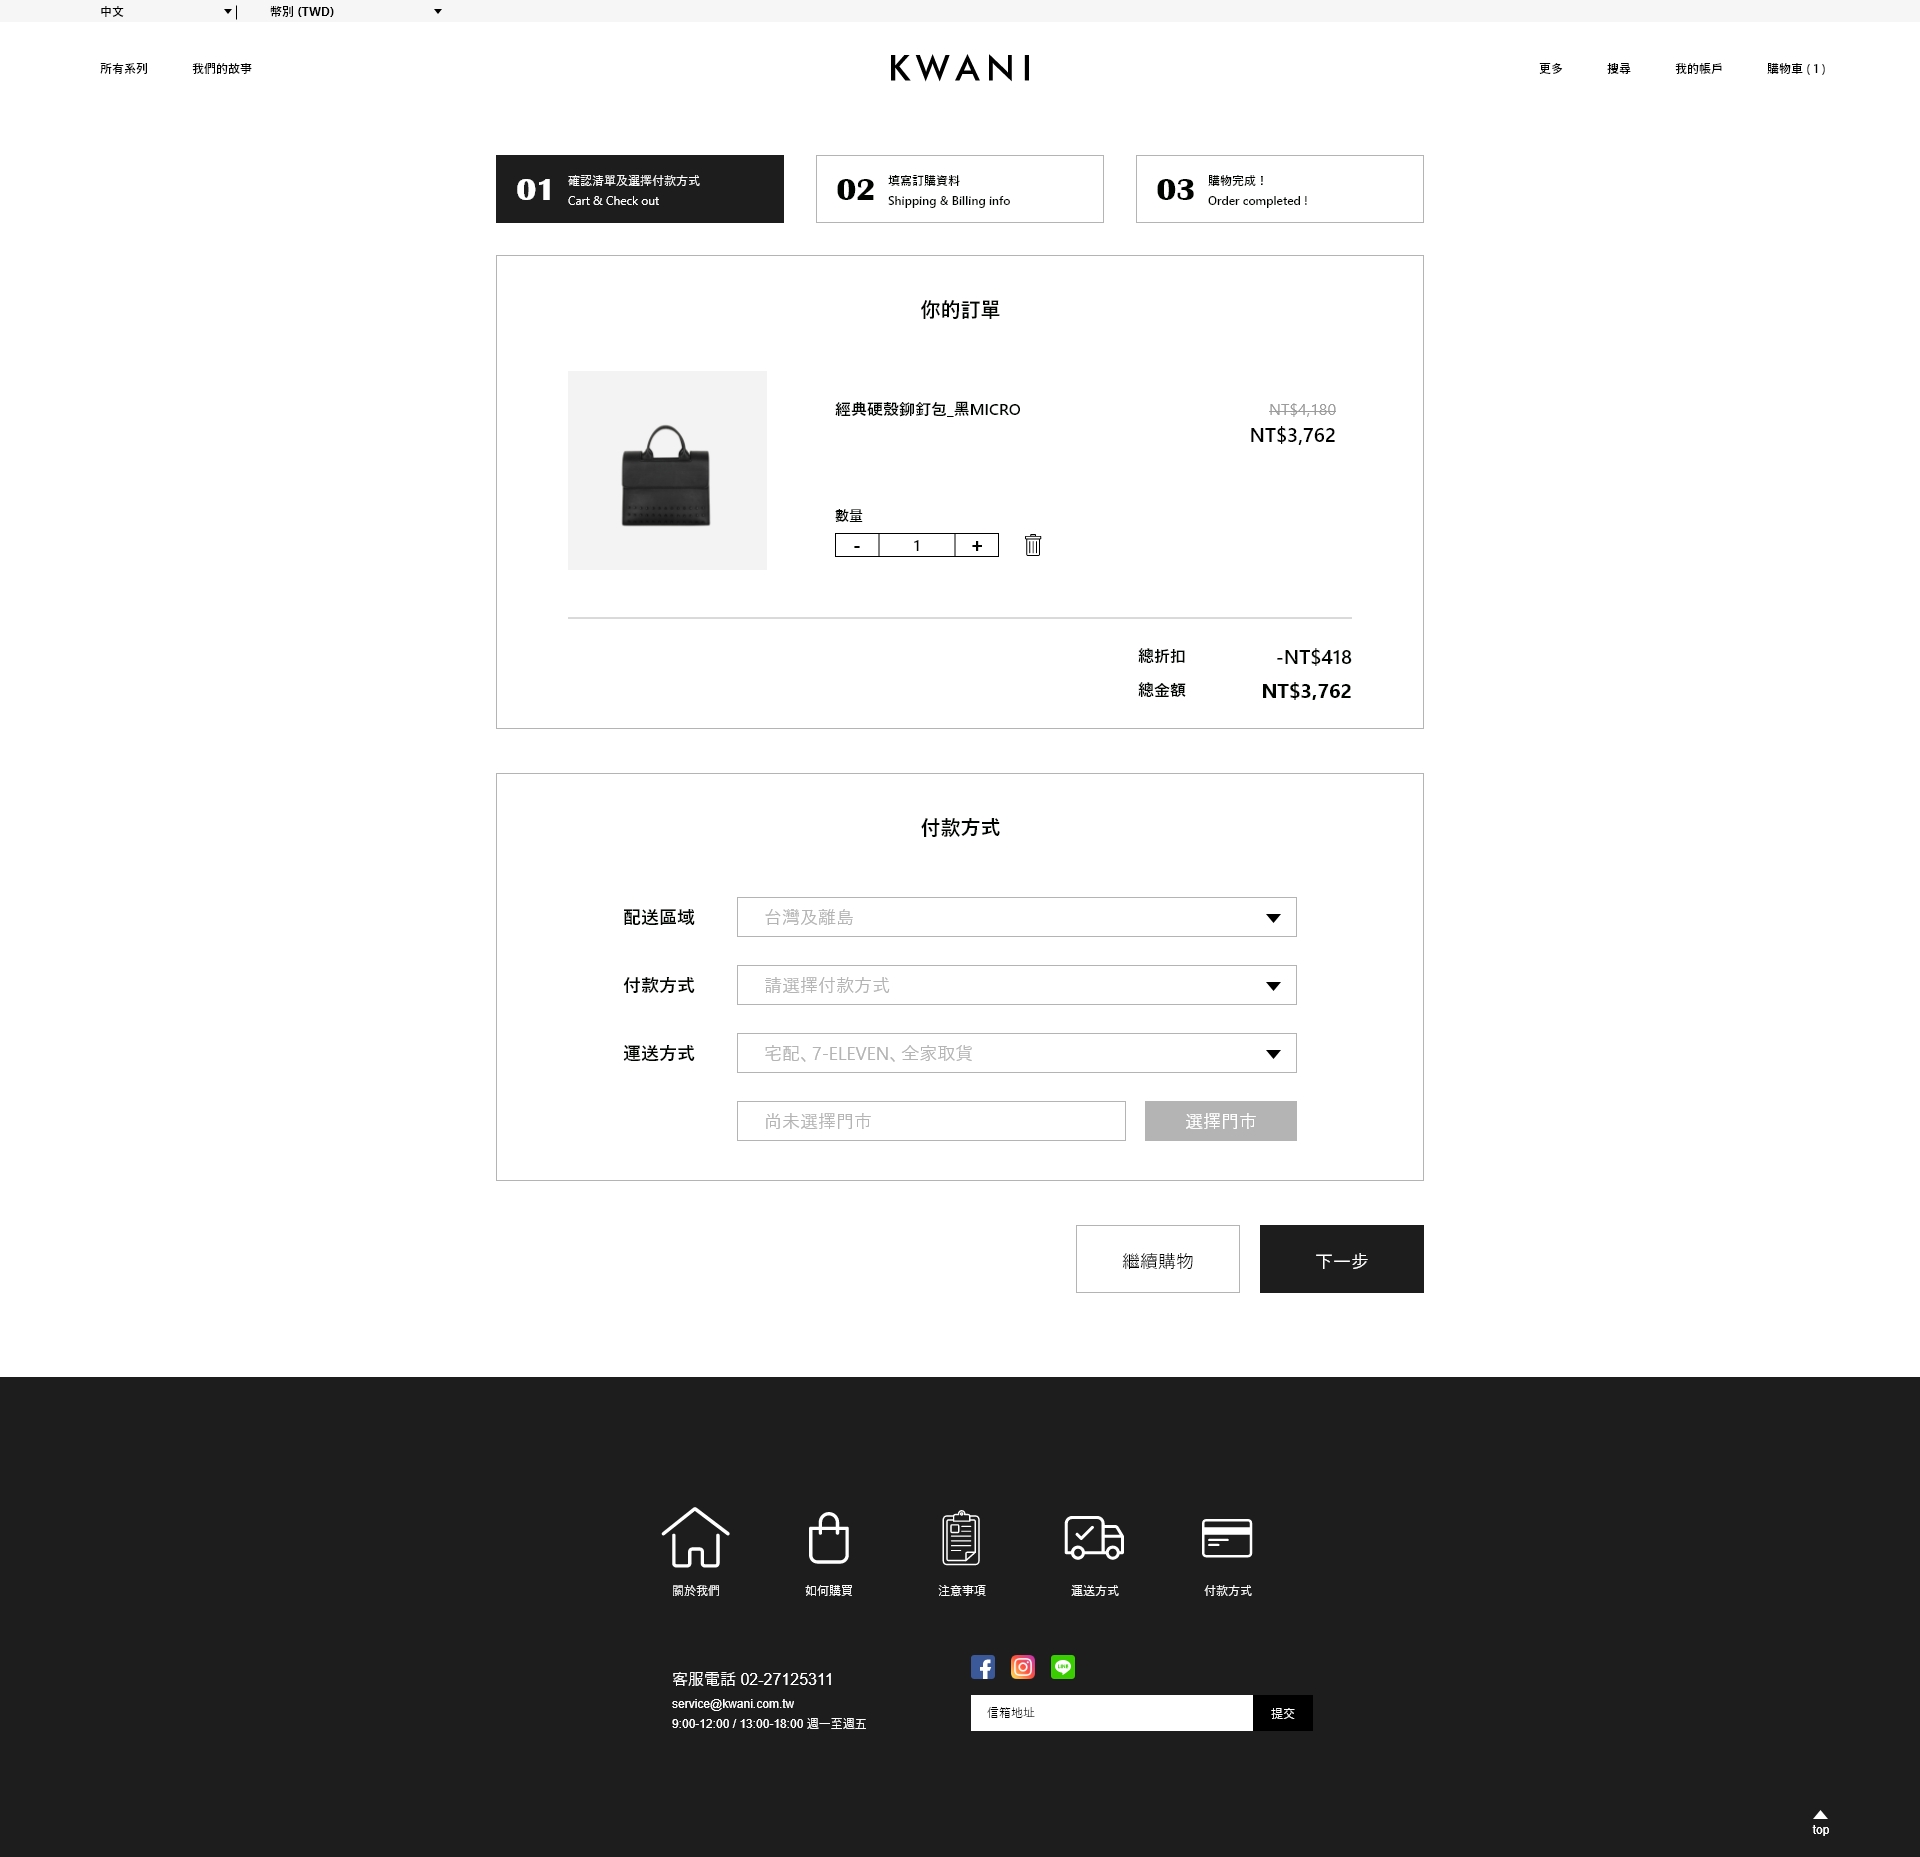 中文
幣別 (TWD)
所有系列
我們的故事
KWANI
更多
搜尋
我的帳戶
購物車 ( 1 )
01
確認清單及選擇付款方式
Cart & Check out
02
填寫訂購資料
Shipping & Billing info
03
購物完成！
Order completed !
你的訂單
經典硬殼鉚釘包_黑MICRO
NT$4,180
NT$3,762
數量
- 1 +
總折扣 -NT$418
總金額 NT$3,762
付款方式
配送區域 台灣及離島
付款方式 請選擇付款方式
運送方式 宅配、7-ELEVEN、全家取貨
尚未選擇門市 選擇門市
繼續購物 下一步
關於我們
如何購買
注意事項
運送方式
付款方式
客服電話 02-27125311
service@kwani.com.tw
9:00-12:00 / 13:00-18:00 週一至週五
LINE
信箱地址 提交
top